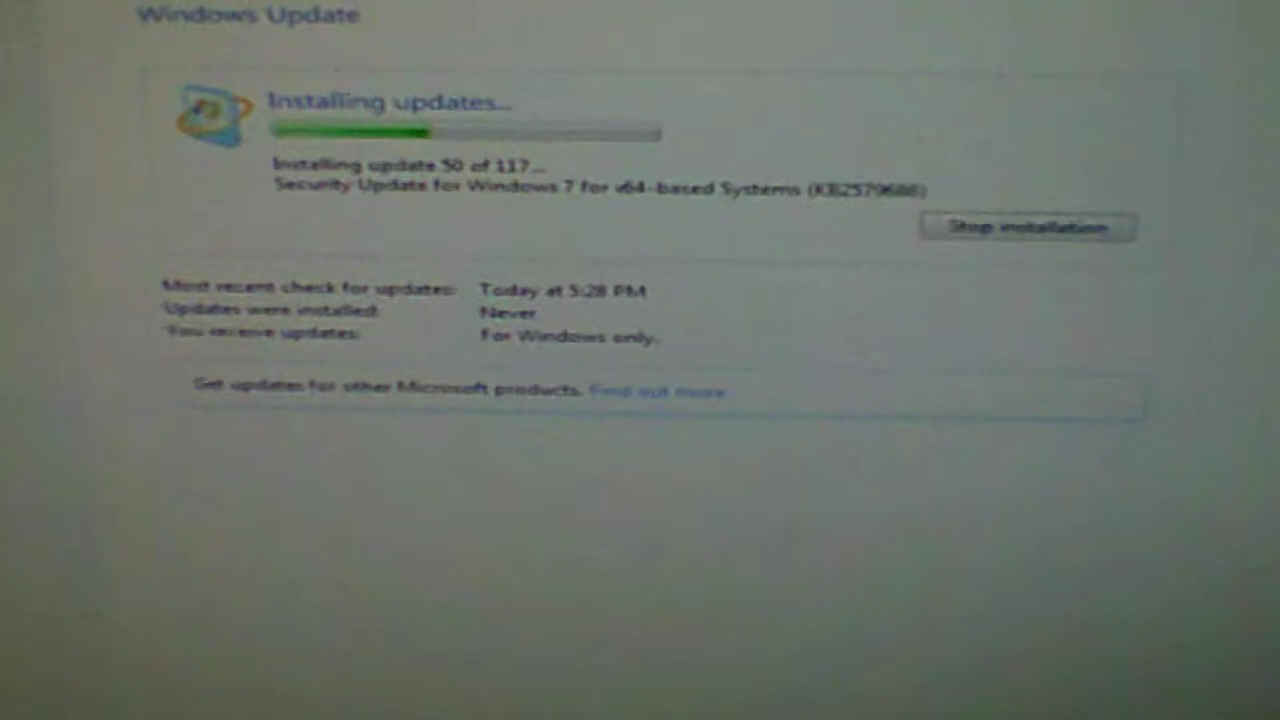 Windows Update
Installing updates...
Installing update 50 of 117...
Security Update for Windows 7 for x64-based Systems
Stop installation
Most recent check for updates: Today at 5:28 PM
Updates were installed: Never
You receive updates: For Windows only.
Get updates for other Microsoft products. Find out more